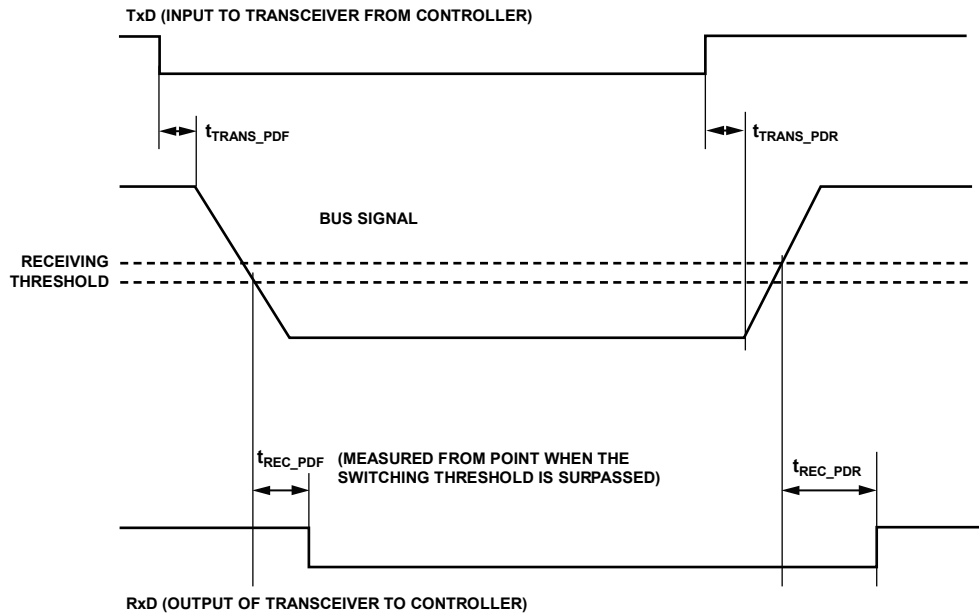 TxD (INPUT TO TRANSCEIVER FROM CONTROLLER)
tTRANS_PDF
tTRANS_PDR
BUS SIGNAL
RECEIVING
THRESHOLD
tREC_PDF
(MEASURED FROM POINT WHEN THE
SWITCHING THRESHOLD IS SURPASSED)
tREC_PDR
RxD (OUTPUT OF TRANSCEIVER TO CONTROLLER)